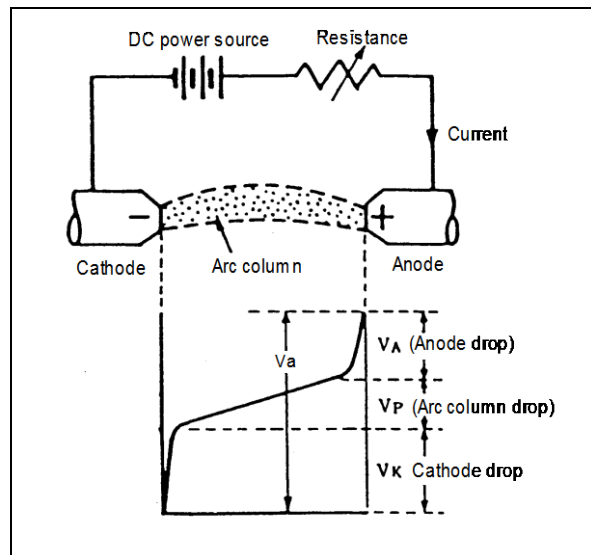 DC power source
Resistance
Current
−
+
Cathode
Arc column
Anode
Va
VA (Anode drop)
VP (Arc column drop)
VK Cathode drop